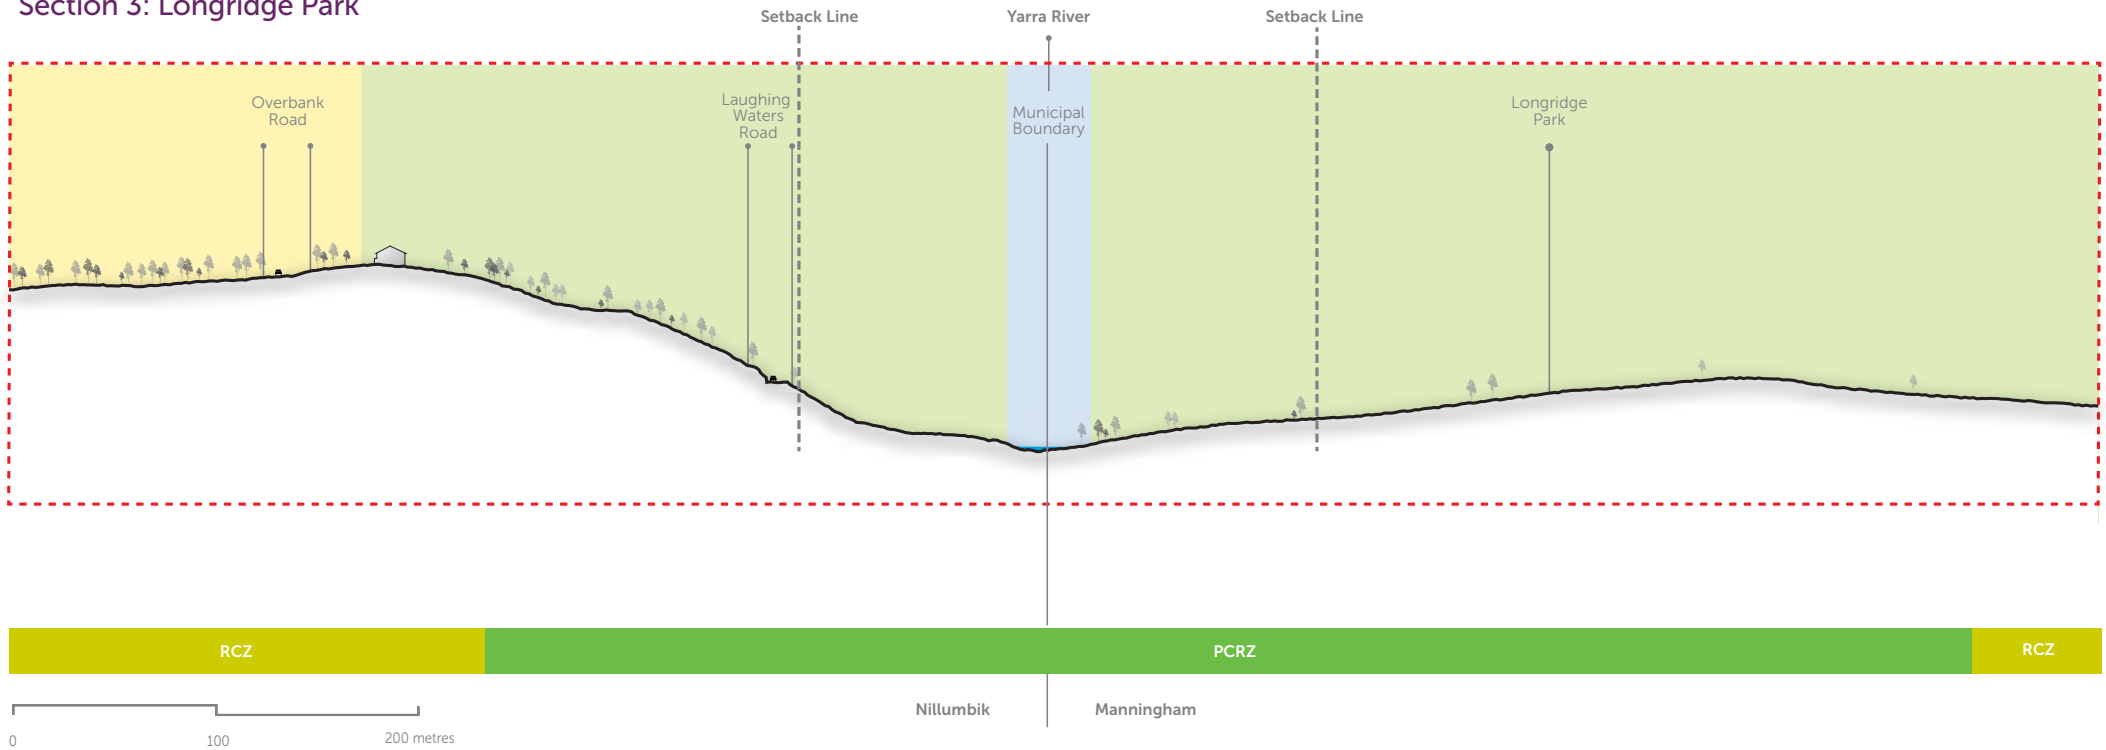 Section 3: Longridge Park
Setback Line
Yarra River
Setback Line
Overbank
Road
Laughing
Waters
Road
Municipal
Boundary
Longridge
Park
RCZ
PCRZ
RCZ
Nillumbik
Manningham
0
100
200 metres